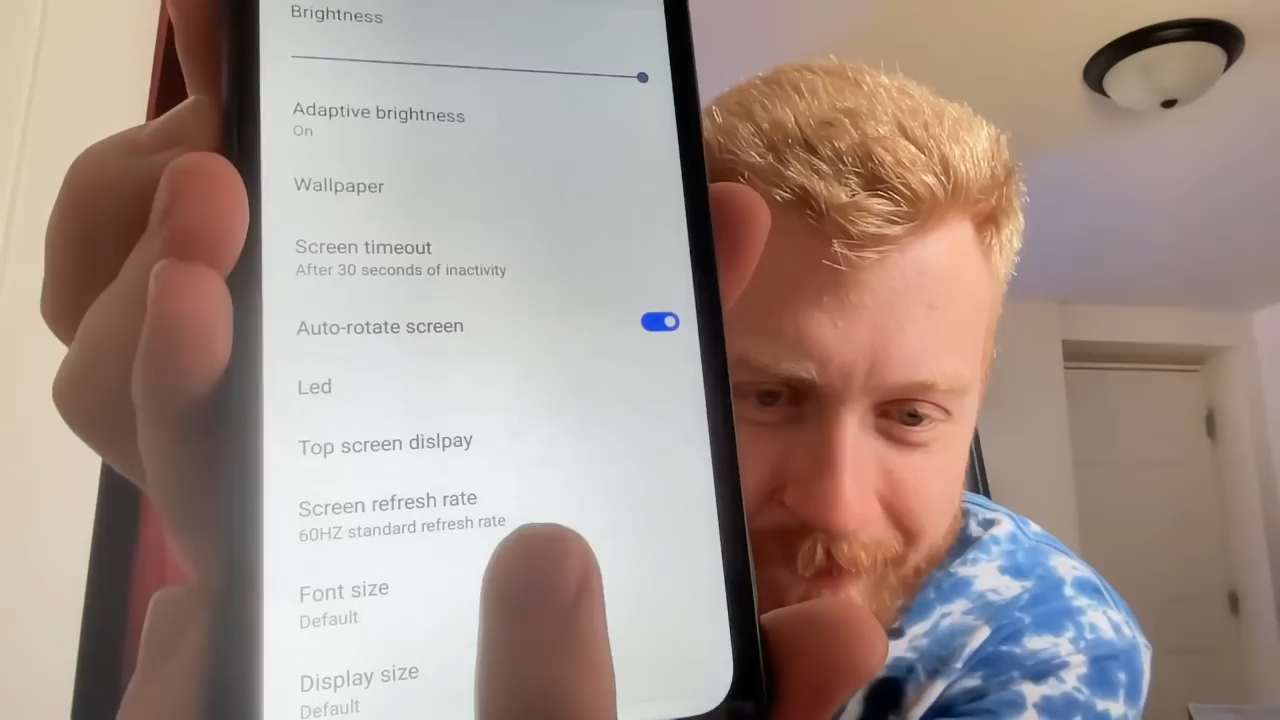 Brightness
Adaptive brightness
On
Wallpaper
Screen timeout
After 30 seconds of inactivity
Auto-rotate screen
Led
Top screen dislpay
Screen refresh rate
60HZ standard refresh rate
Font size
Default
Display size
Default